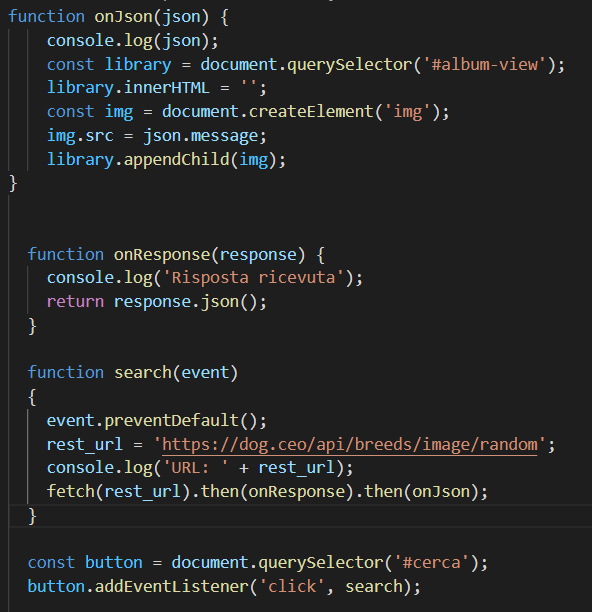 function onJson(json) {
console.log(json);
const library = document.querySelector('#album-view');
library.innerHTML = '';
const img = document.createElement('img');
img.src = json.message;
library.appendChild(img);
}
function onResponse(response) {
console.log('Risposta ricevuta');
return response.json();
}
function search(event)
{
event.preventDefault();
rest_url = 'https://dog.ceo/api/breeds/image/random';
console.log('URL: ' + rest_url);
fetch(rest_url).then(onResponse).then(onJson);
}
const button = document.querySelector('#cerca');
button.addEventListener('click', search);